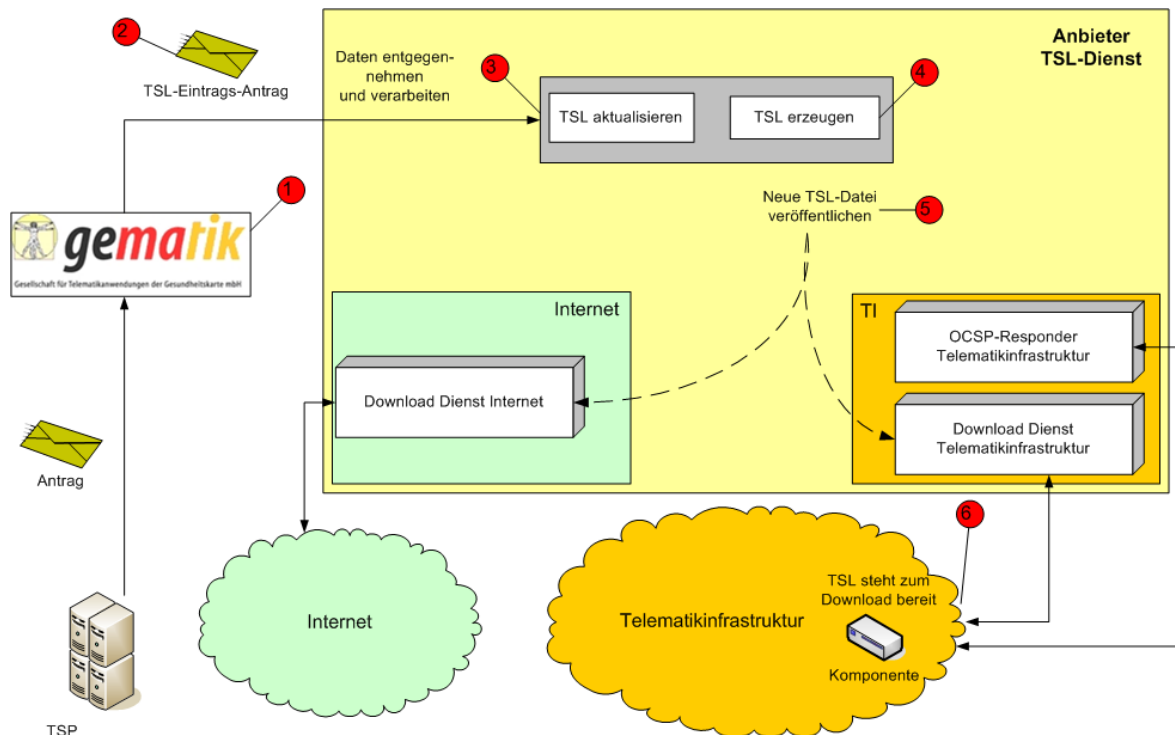 2
TSL-Eintrags-Antrag
Daten entgegen-
nehmen
und verarbeiten
3
4
Anbieter
TSL-Dienst
TSL aktualisieren
TSL erzeugen
1
gematik
Gesellschaft für Telematikanwendungen der Gesundheitskarte mbH
Neue TSL-Datei
veröffentlichen
5
Internet
Download Dienst Internet
TI
OCSP-Responder
Telematikinfrastruktur
Download Dienst
Telematikinfrastruktur
Antrag
6
Internet
Telematikinfrastruktur
TSL steht zum
Download bereit
Komponente
TSP